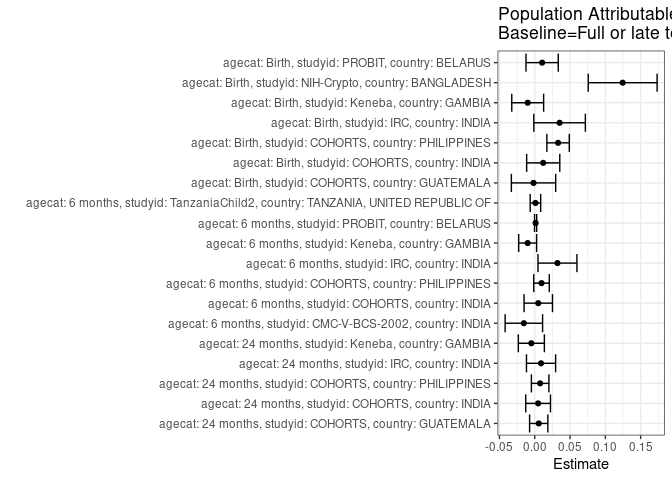 Population Attributable
Baseline=Full or late t
agecat: Birth, studyid: PROBIT, country: BELARUS
agecat: Birth, studyid: NIH-Crypto, country: BANGLADESH
agecat: Birth, studyid: Keneba, country: GAMBIA
agecat: Birth, studyid: IRC, country: INDIA
agecat: Birth, studyid: COHORTS, country: PHILIPPINES
agecat: Birth, studyid: COHORTS, country: INDIA
agecat: Birth, studyid: COHORTS, country: GUATEMALA
agecat: 6 months, studyid: TanzaniaChild2, country: TANZANIA, UNITED REPUBLIC OF
agecat: 6 months, studyid: PROBIT, country: BELARUS
agecat: 6 months, studyid: Keneba, country: GAMBIA
agecat: 6 months, studyid: IRC, country: INDIA
agecat: 6 months, studyid: COHORTS, country: PHILIPPINES
agecat: 6 months, studyid: COHORTS, country: INDIA
agecat: 6 months, studyid: CMC-V-BCS-2002, country: INDIA
agecat: 24 months, studyid: Keneba, country: GAMBIA
agecat: 24 months, studyid: IRC, country: INDIA
agecat: 24 months, studyid: COHORTS, country: PHILIPPINES
agecat: 24 months, studyid: COHORTS, country: INDIA
agecat: 24 months, studyid: COHORTS, country: GUATEMALA
-0.05 0.00 0.05 0.10 0.15
Estimate